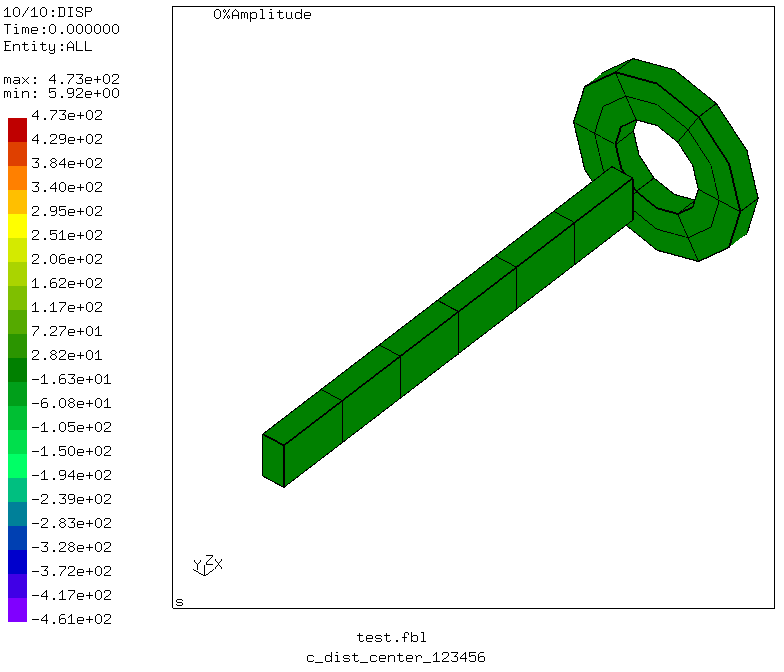 10/10:DISP
Time:0.000000
Entity:ALL
max: 4.73e+02
min: 5.92e+00
4.73e+02
4.29e+02
3.84e+02
3.40e+02
2.95e+02
2.51e+02
2.06e+02
1.62e+02
1.17e+02
7.27e+01
2.82e+01
-1.63e+01
-6.08e+01
-1.05e+02
-1.50e+02
-1.94e+02
-2.39e+02
-2.83e+02
-3.28e+02
-3.72e+02
-4.17e+02
-4.61e+02
0%Amplitude
Y Z X
s
test.fbl
c_dist_center_123456